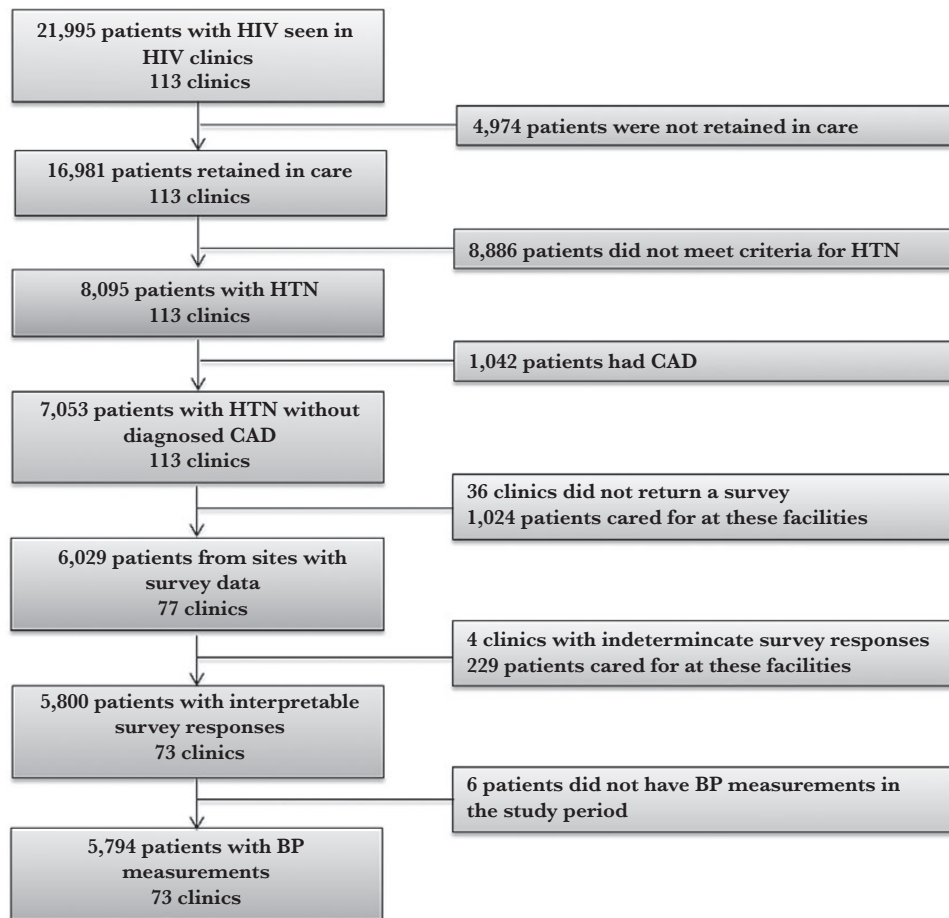 21,995 patients with HIV seen in
HIV clinics
113 clinics
4,974 patients were not retained in care
16,981 patients retained in care
113 clinics
8,886 patients did not meet criteria for HTN
8,095 patients with HTN
113 clinics
1,042 patients had CAD
7,053 patients with HTN without
diagnosed CAD
113 clinics
36 clinics did not return a survey
1,024 patients cared for at these facilities
6,029 patients from sites with
survey data
77 clinics
4 clinics with indetermincate survey responses
229 patients cared for at these facilities
5,800 patients with interpretable
survey responses
73 clinics
6 patients did not have BP measurements in
the study period
5,794 patients with BP
measurements
73 clinics